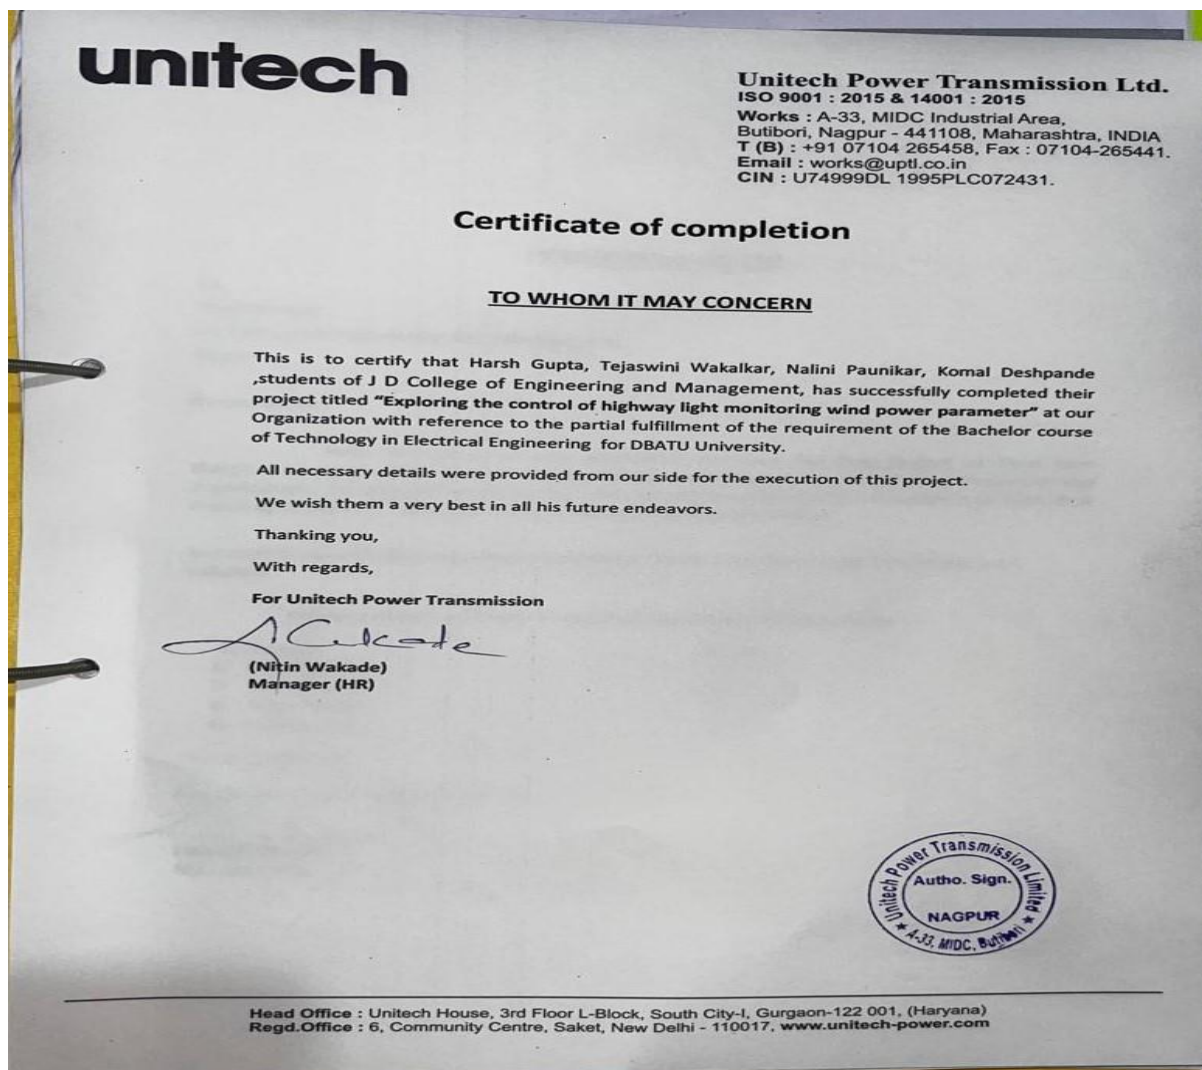 unitech
Unitech Power Transmission Ltd.
ISO 9001 : 2015 & 14001 : 2015
Works : A-33, MIDC Industrial Area,
Butibori, Nagpur - 441108, Maharashtra, INDIA
T (B) : +91 07104 265458, Fax : 07104-265441.
Email : works@uptl.co.in
CIN : U74999DL 1995PLC072431.
Certificate of completion
TO WHOM IT MAY CONCERN
This is to certify that Harsh Gupta, Tejaswini Wakalkar, Nalini Paunikar, Komal Deshpande
,students of J D College of Engineering and Management, has successfully completed their
project titled “Exploring the control of highway light monitoring wind power parameter” at our
Organization with reference to the partial fulfillment of the requirement of the Bachelor course
of Technology in Electrical Engineering for DBATU University.
All necessary details were provided from our side for the execution of this project.
We wish them a very best in all his future endeavors.
Thanking you,
With regards,
For Unitech Power Transmission
(Nitin Wakade)
Manager (HR)
Unitech Power Transmission Limited
Autho. Sign.
NAGPUR
★ A-33, MIDC, Butibori ★
Head Office : Unitech House, 3rd Floor L-Block, South City-I, Gurgaon-122 001, (Haryana)
Regd.Office : 6, Community Centre, Saket, New Delhi - 110017, www.unitech-power.com